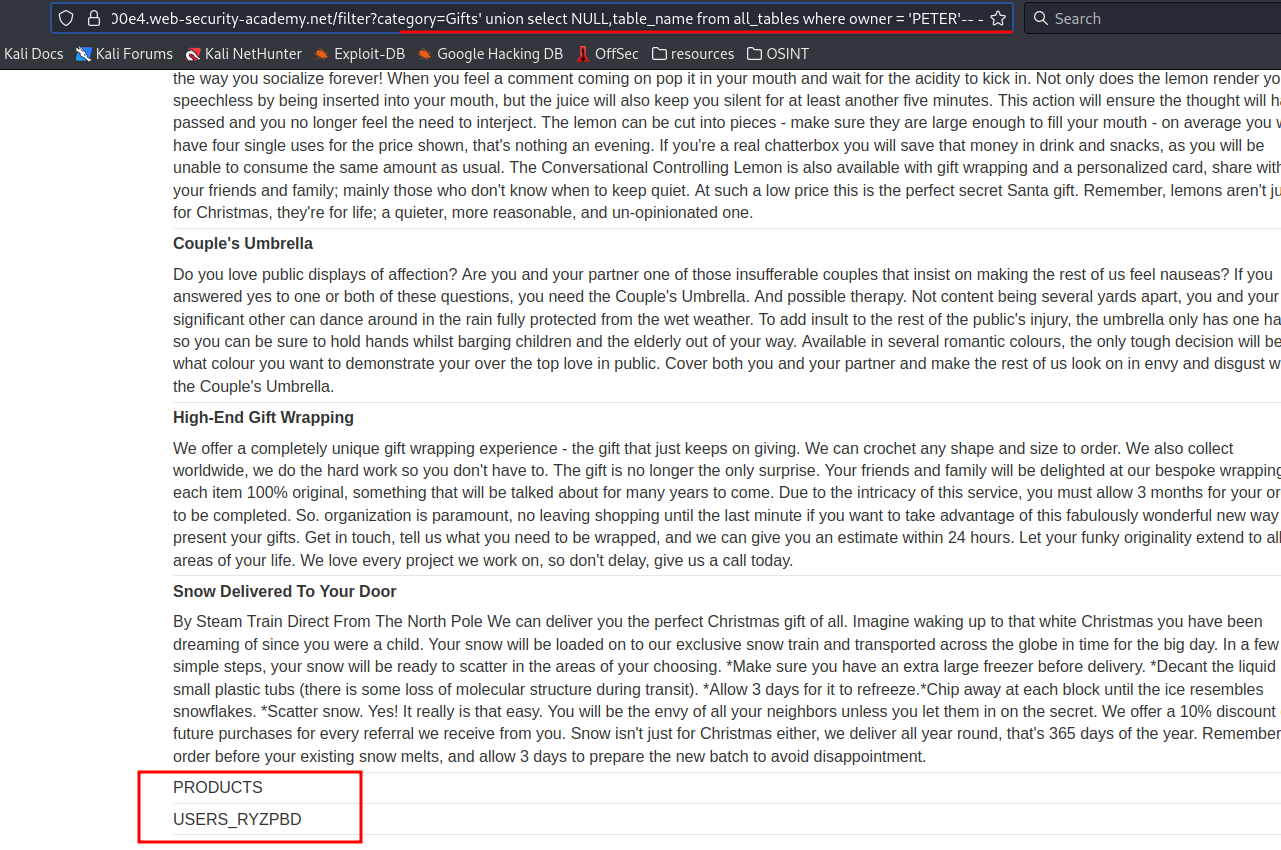 00e4.web-security-academy.net/filter?category=Gifts' union select NULL,table_name from all_tables where owner = 'PETER'-- - Search
Kali Docs Kali Forums Kali NetHunter Exploit-DB Google Hacking DB OffSec resources OSINT
the way you socialize forever! When you feel a comment coming on pop it in your mouth and wait for the acidity to kick in. Not only does the lemon render yo
speechless by being inserted into your mouth, but the juice will also keep you silent for at least another five minutes. This action will ensure the thought will ha
passed and you no longer feel the need to interject. The lemon can be cut into pieces - make sure they are large enough to fill your mouth - on average you w
have four single uses for the price shown, that's nothing an evening. If you're a real chatterbox you will save that money in drink and snacks, as you will be
unable to consume the same amount as usual. The Conversational Controlling Lemon is also available with gift wrapping and a personalized card, share with
your friends and family; mainly those who don't know when to keep quiet. At such a low price this is the perfect secret Santa gift. Remember, lemons aren't ju
for Christmas, they're for life; a quieter, more reasonable, and un-opinionated one.
Couple's Umbrella
Do you love public displays of affection? Are you and your partner one of those insufferable couples that insist on making the rest of us feel nauseas? If you
answered yes to one or both of these questions, you need the Couple's Umbrella. And possible therapy. Not content being several yards apart, you and your
significant other can dance around in the rain fully protected from the wet weather. To add insult to the rest of the public's injury, the umbrella only has one ha
so you can be sure to hold hands whilst barging children and the elderly out of your way. Available in several romantic colours, the only tough decision will be
what colour you want to demonstrate your over the top love in public. Cover both you and your partner and make the rest of us look on in envy and disgust w
the Couple's Umbrella.
High-End Gift Wrapping
We offer a completely unique gift wrapping experience - the gift that just keeps on giving. We can crochet any shape and size to order. We also collect
worldwide, we do the hard work so you don't have to. The gift is no longer the only surprise. Your friends and family will be delighted at our bespoke wrapping
each item 100% original, something that will be talked about for many years to come. Due to the intricacy of this service, you must allow 3 months for your or
to be completed. So. organization is paramount, no leaving shopping until the last minute if you want to take advantage of this fabulously wonderful new way
present your gifts. Get in touch, tell us what you need to be wrapped, and we can give you an estimate within 24 hours. Let your funky originality extend to all
areas of your life. We love every project we work on, so don't delay, give us a call today.
Snow Delivered To Your Door
By Steam Train Direct From The North Pole We can deliver you the perfect Christmas gift of all. Imagine waking up to that white Christmas you have been
dreaming of since you were a child. Your snow will be loaded on to our exclusive snow train and transported across the globe in time for the big day. In a few
simple steps, your snow will be ready to scatter in the areas of your choosing. *Make sure you have an extra large freezer before delivery. *Decant the liquid
small plastic tubs (there is some loss of molecular structure during transit). *Allow 3 days for it to refreeze.*Chip away at each block until the ice resembles
snowflakes. *Scatter snow. Yes! It really is that easy. You will be the envy of all your neighbors unless you let them in on the secret. We offer a 10% discount
future purchases for every referral we receive from you. Snow isn't just for Christmas either, we deliver all year round, that's 365 days of the year. Remember
order before your existing snow melts, and allow 3 days to prepare the new batch to avoid disappointment.
PRODUCTS
USERS_RYZPBD